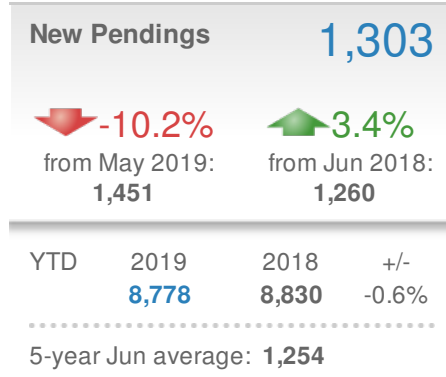 New Pendings 1,303
-10.2% 3.4%
from May 2019: from Jun 2018:
1,451 1,260
YTD 2019 2018 +/-
8,778 8,830 -0.6%
5-year Jun average: 1,254